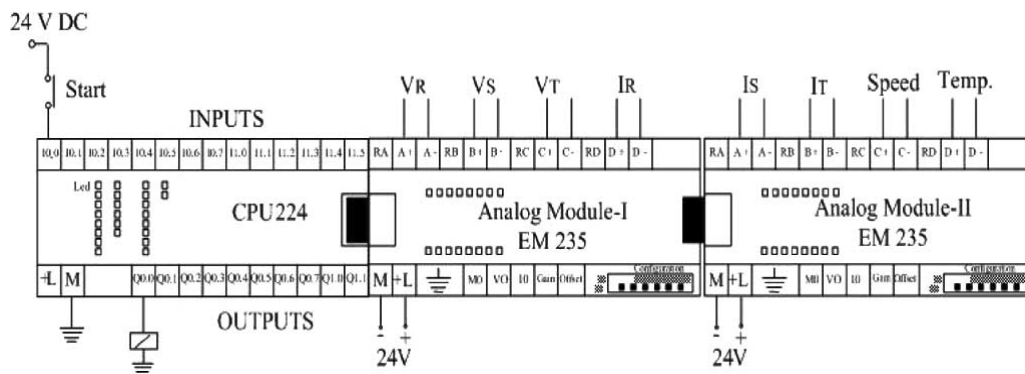 24 V DC
Start
INPUTS
VR VS VT IR IS IT Speed Temp.
I0.0 I0.1 I0.2 I0.3 I0.4 I0.5 I0.6 I0.7 I1.0 I1.1 I1.2 I1.3 I1.4 I1.5 RA A+ A- RB B+ B- RC C+ C- RD D+ D- RA A+ A- RB B+ B- RC C+ C- RD D+ D-
Led
CPU224 Analog Module-I Analog Module-II
EM 235 EM 235
Configuration Configuration
+L M Q0.0 Q0.1 Q0.2 Q0.3 Q0.4 Q0.5 Q0.6 Q0.7 Q1.0 Q1.1 M +L M0 VO I0 Gain Offset M +L M0 VO I0 Gain Offset
OUTPUTS
- + - +
24V 24V